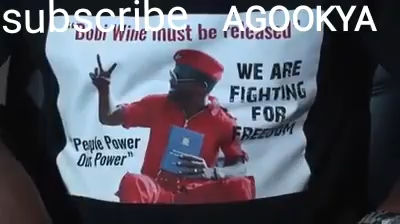 subscribe AGOOKYA
"Bobi Wine must be released"
WE ARE
FIGHTING
FOR
FREEDOM
"People Power
Our Power"